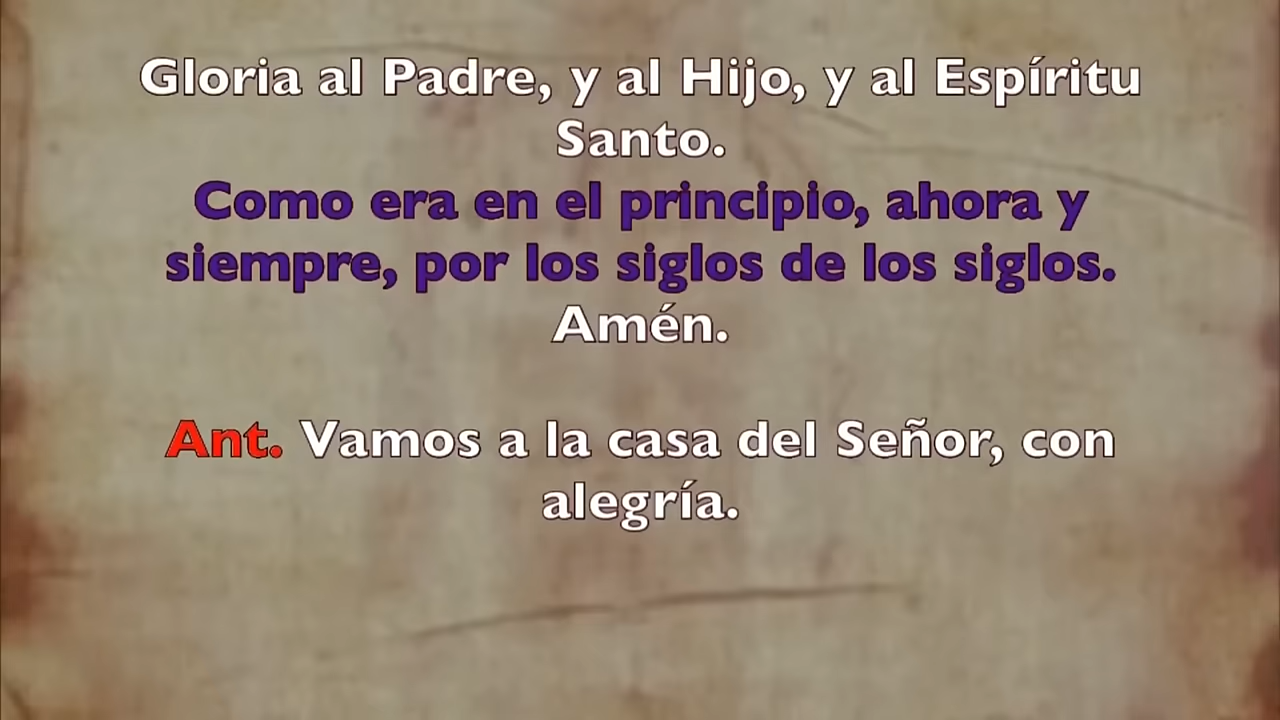 Gloria al Padre, y al Hijo, y al Espíritu
Santo.
Como era en el principio, ahora y
siempre, por los siglos de los siglos.
Amén.
Ant. Vamos a la casa del Señor, con
alegría.